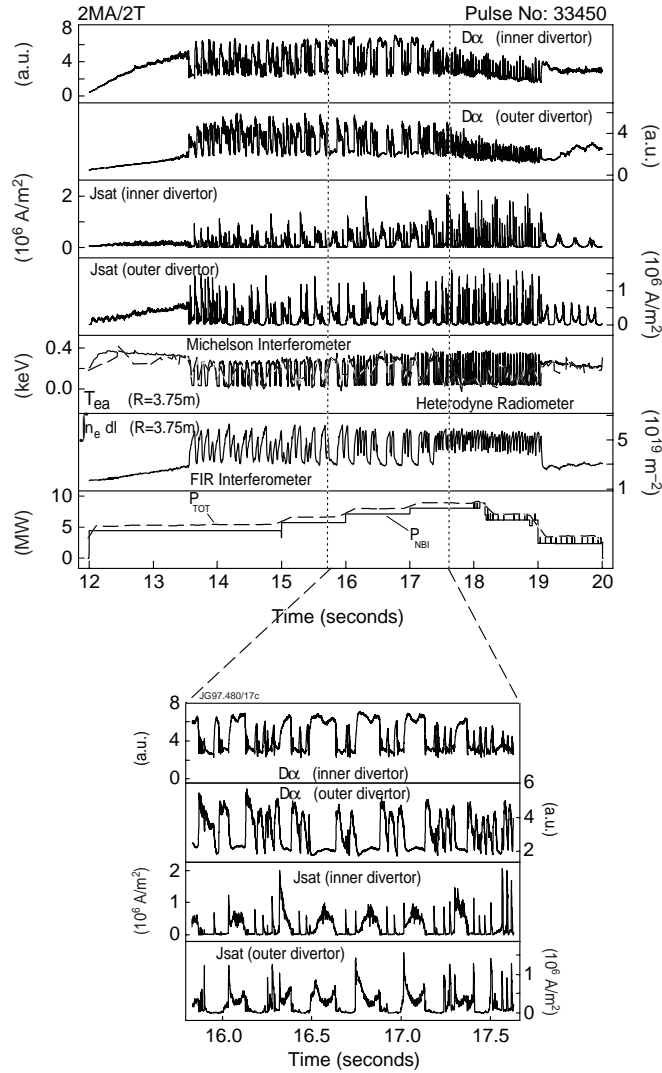 2MA/2T Pulse No: 33450
8
4
0
(a.u.)
Dα (inner divertor)
Dα (outer divertor)
4
2
0
(a.u.)
2
0
(10⁶ A/m²)
Jsat (inner divertor)
Jsat (outer divertor)
1
0
(10⁶ A/m²)
0.4
0.0
(keV)
Michelson Interferometer
Tea (R=3.75m)
Heterodyne Radiometer
∫ne dl (R=3.75m)
FIR Interferometer
5
1
(10¹⁹ m⁻²)
10
5
0
(MW)
PTOT
PNBI
12 13 14 15 16 17 18 19 20
Time (seconds)
JG97.480/17c
8
4
0
(a.u.)
Dα (inner divertor)
Dα (outer divertor)
6
4
2
(a.u.)
2
1
0
(10⁶ A/m²)
Jsat (inner divertor)
Jsat (outer divertor)
1
0
(10⁶ A/m²)
16.0 16.5 17.0 17.5
Time (seconds)